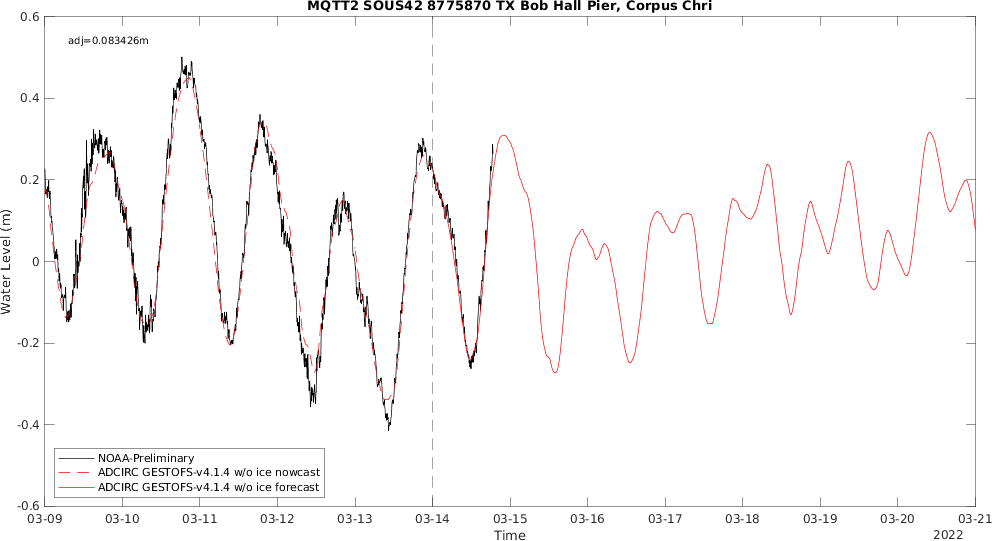 MQTT2 SOUS42 8775870 TX Bob Hall Pier, Corpus Chri
adj=0.083426m
0.6
0.4
0.2
0
-0.2
-0.4
-0.6
Water Level (m)
NOAA-Preliminary
ADCIRC GESTOFS-v4.1.4 w/o ice nowcast
ADCIRC GESTOFS-v4.1.4 w/o ice forecast
03-09 03-10 03-11 03-12 03-13 03-14 03-15 03-16 03-17 03-18 03-19 03-20 03-21
Time
2022